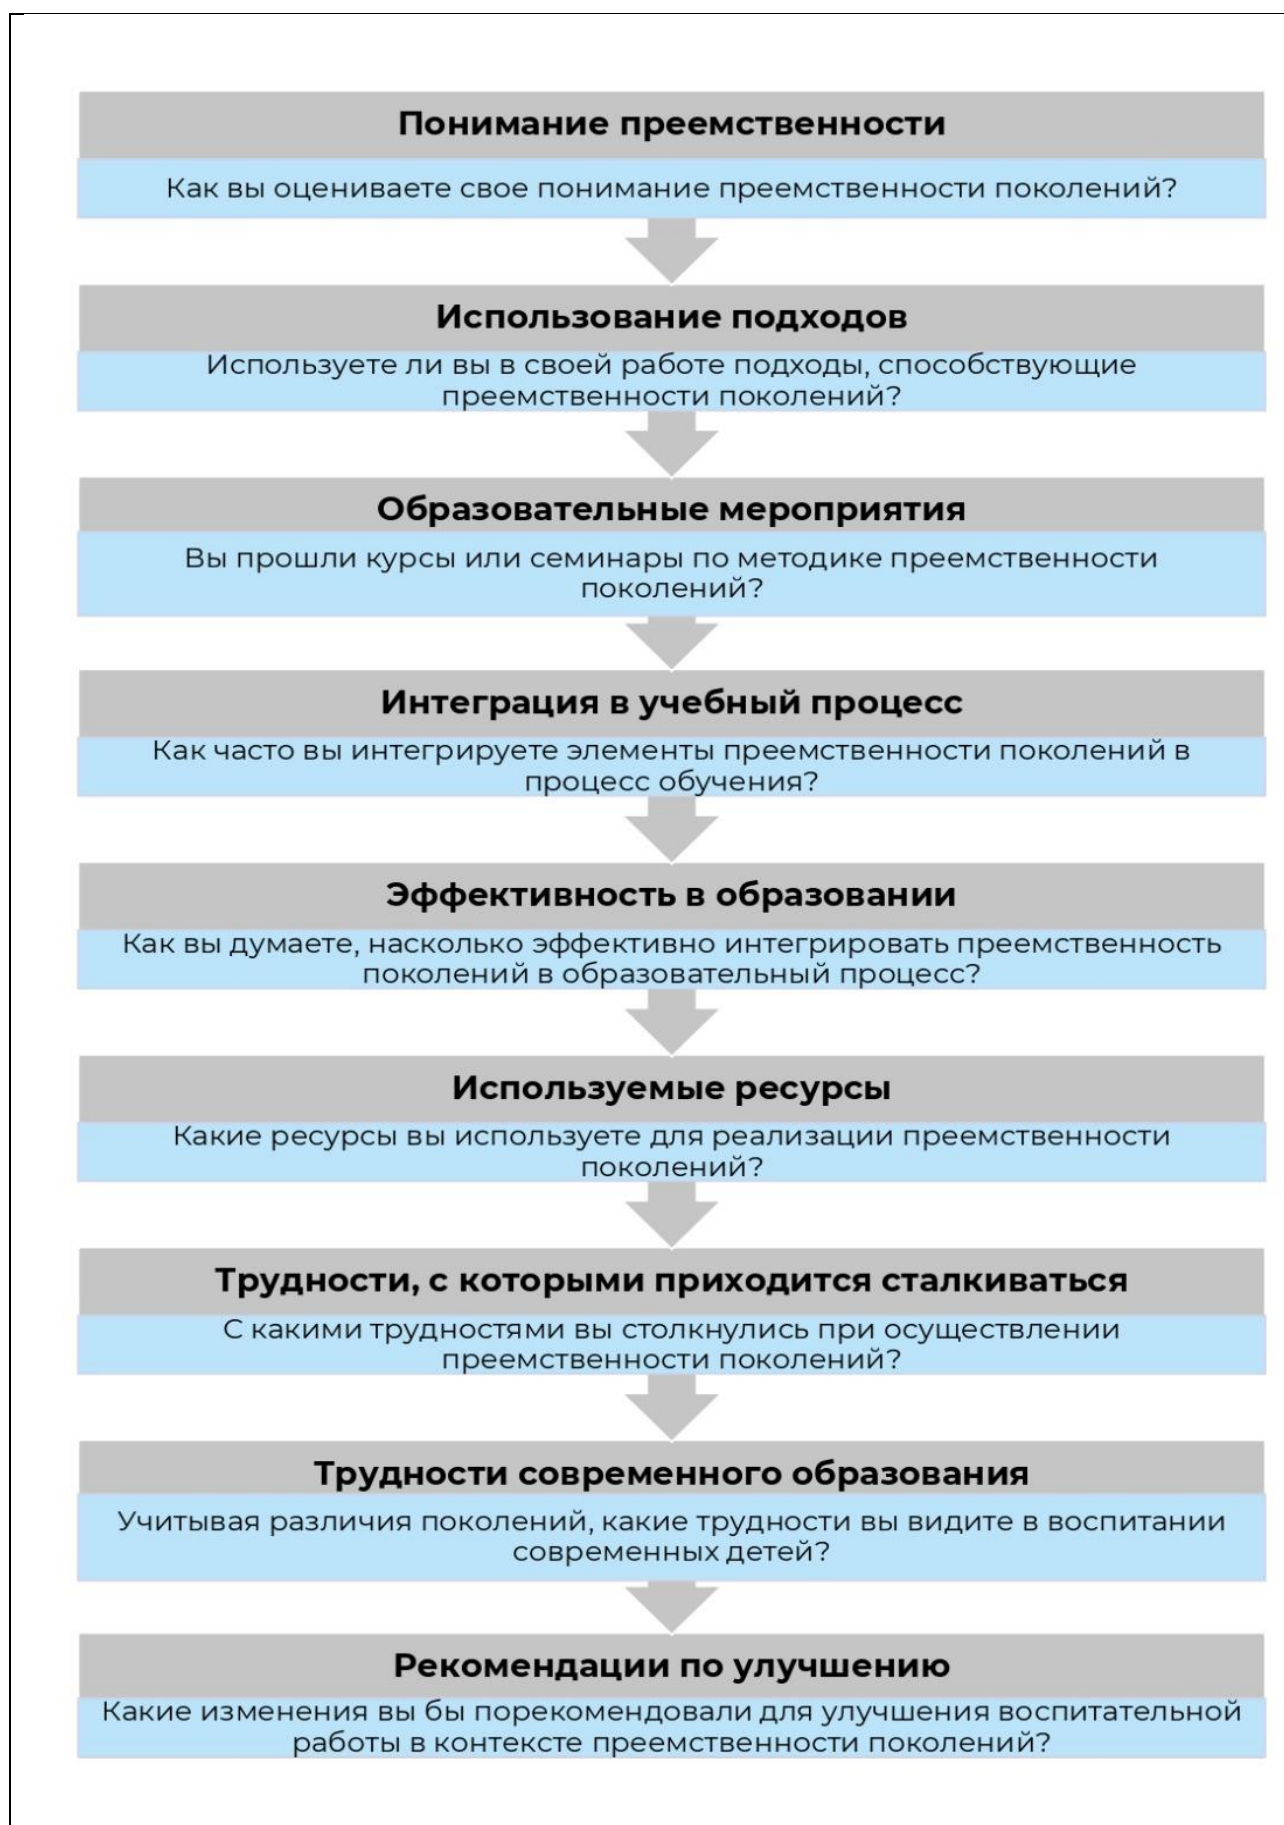 Понимание преемственности
Как вы оцениваете свое понимание преемственности поколений?
Использование подходов
Используете ли вы в своей работе подходы, способствующие
преемственности поколений?
Образовательные мероприятия
Вы прошли курсы или семинары по методике преемственности
поколений?
Интеграция в учебный процесс
Как часто вы интегрируете элементы преемственности поколений в
процесс обучения?
Эффективность в образовании
Как вы думаете, насколько эффективно интегрировать преемственность
поколений в образовательный процесс?
Используемые ресурсы
Какие ресурсы вы используете для реализации преемственности
поколений?
Трудности, с которыми приходится сталкиваться
С какими трудностями вы столкнулись при осуществлении
преемственности поколений?
Трудности современного образования
Учитывая различия поколений, какие трудности вы видите в воспитании
современных детей?
Рекомендации по улучшению
Какие изменения вы бы порекомендовали для улучшения воспитательной
работы в контексте преемственности поколений?